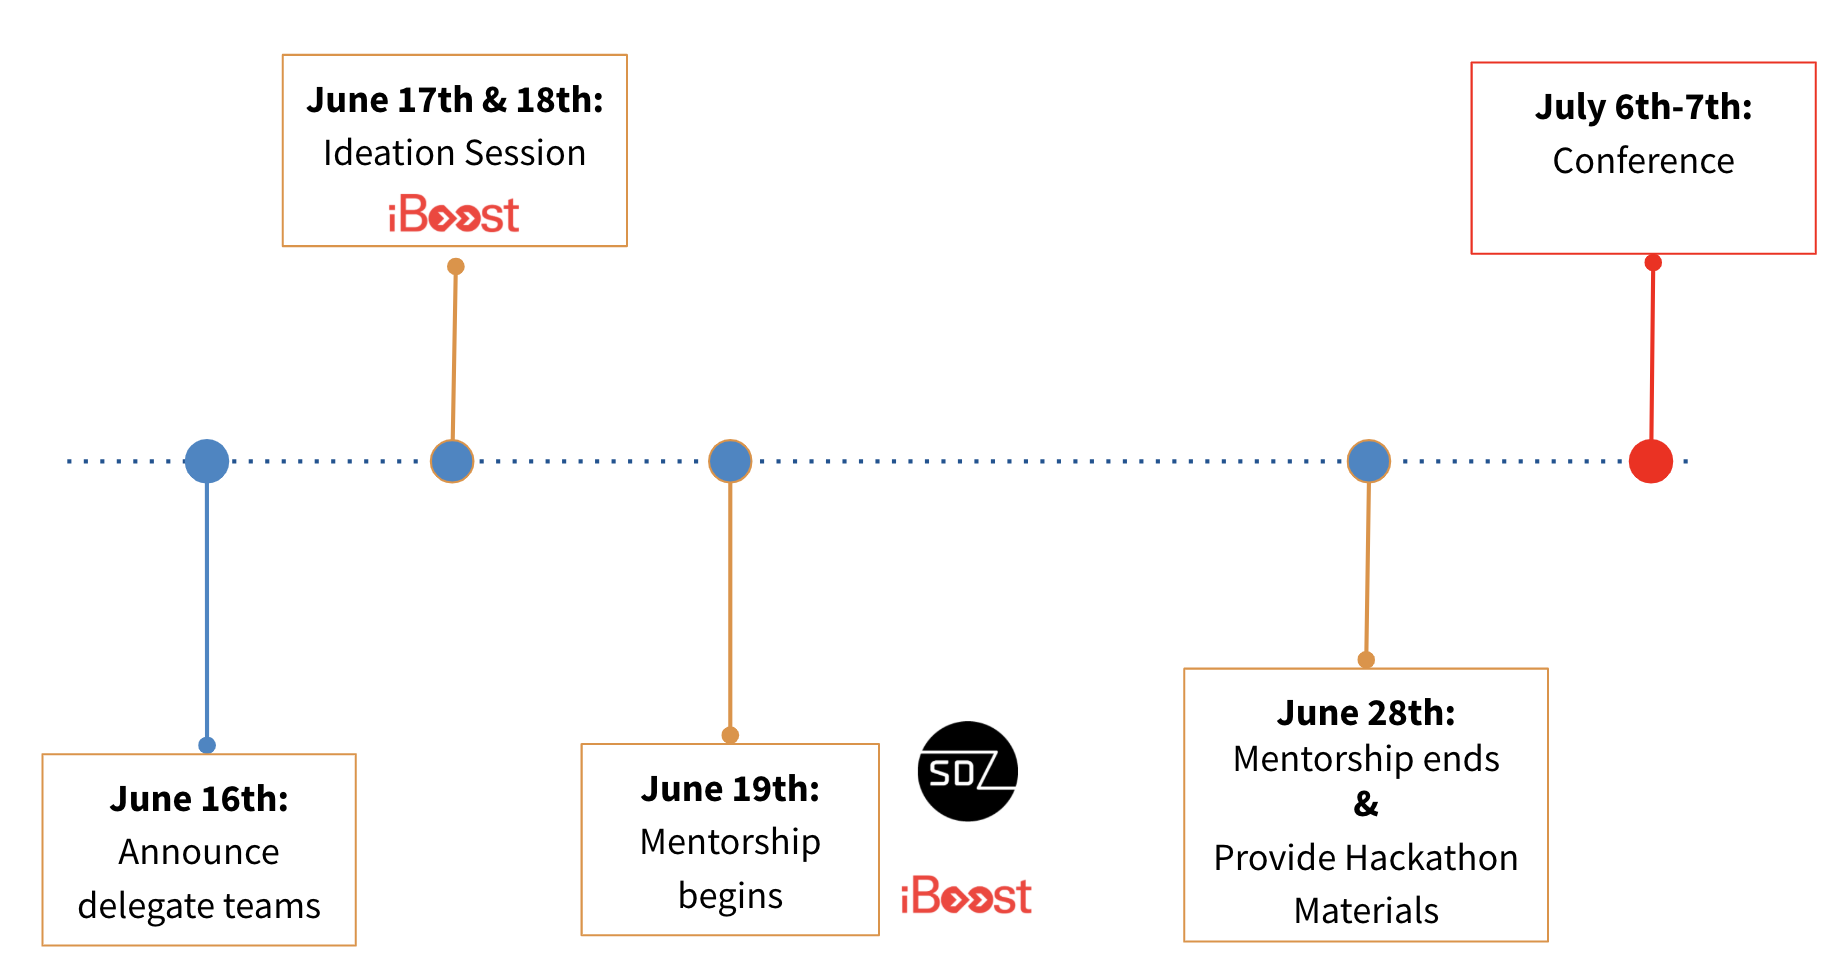 June 17th & 18th:
Ideation Session
iBoost
July 6th-7th:
Conference
June 16th:
Announce
delegate teams
June 19th:
Mentorship
begins
SDZ
iBoost
June 28th:
Mentorship ends
&
Provide Hackathon
Materials